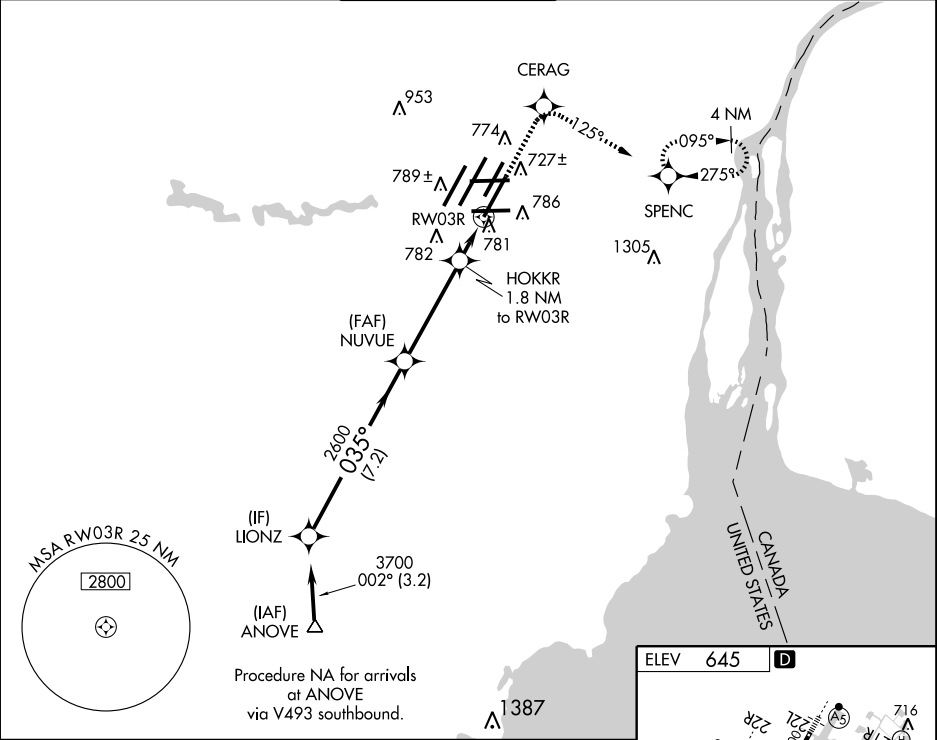 CERAG
953
4 NM
774
125°
095°
727±
789±
275°
786
SPENC
RW03R
781
782
1305
HOKKR
1.8 NM
to RW03R
(FAF)
NUVUE
2600
035°
(7.2)
(IF)
LIONZ
CANADA
UNITED STATES
MSA RW03R 25 NM
2800
3700
002° (3.2)
(IAF)
ANOVE
Procedure NA for arrivals
at ANOVE
via V493 southbound.
1387
ELEV 645 D
22R
22L
A5
716
H